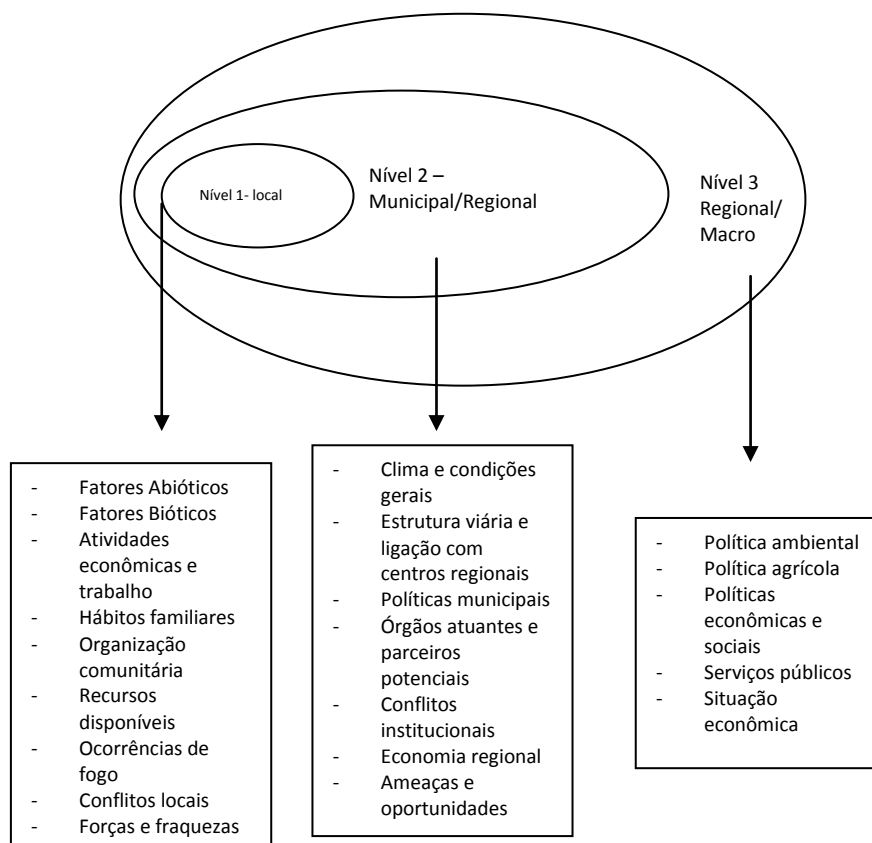 Nível 1- local
Nível 2 –
Municipal/Regional
Nível 3
Regional/
Macro
- Fatores Abióticos
- Fatores Bióticos
- Atividades
econômicas e
trabalho
- Hábitos familiares
- Organização
comunitária
- Recursos
disponíveis
- Ocorrências de
fogo
- Conflitos locais
- Forças e fraquezas
- Clima e condições
gerais
- Estrutura viária e
ligação com
centros regionais
- Políticas municipais
- Órgãos atuantes e
parceiros
potenciais
- Conflitos
institucionais
- Economia regional
- Ameaças e
oportunidades
- Política ambiental
- Política agrícola
- Políticas
econômicas e
sociais
- Serviços públicos
- Situação
econômica